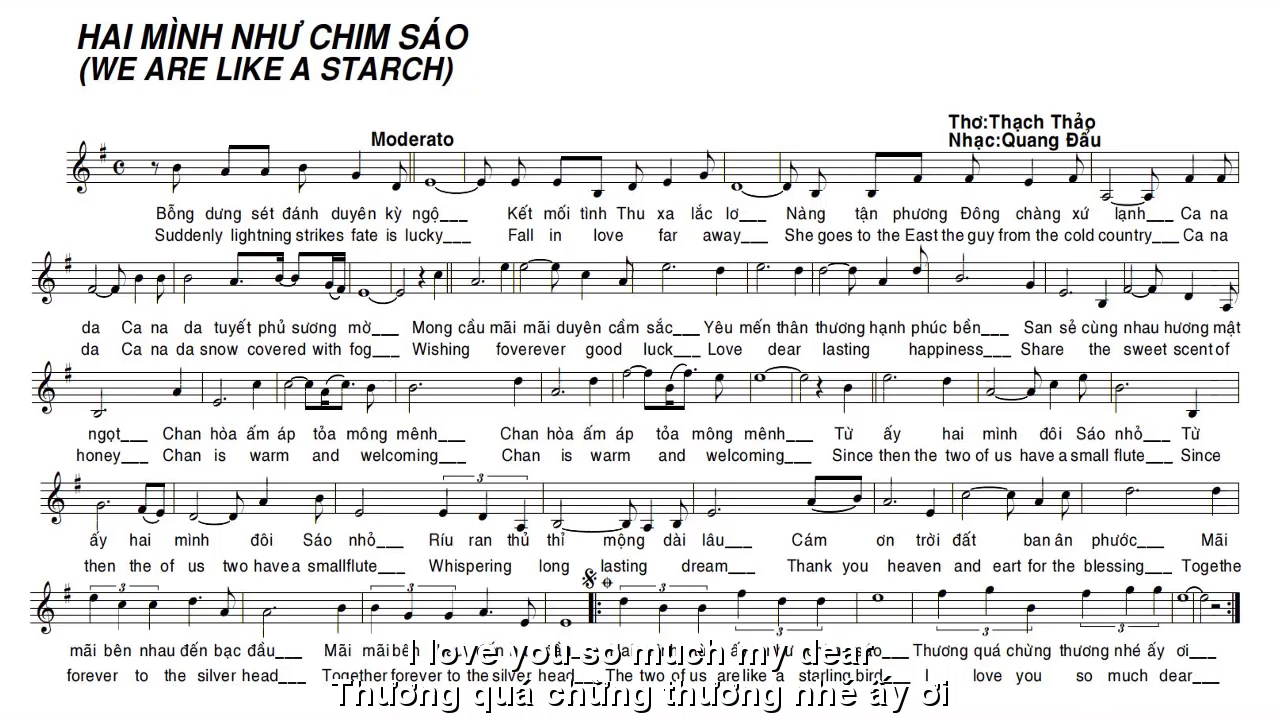 HAI MÌNH NHƯ CHIM SÁO
(WE ARE LIKE A STARCH)
Thơ:Thạch Thảo
Moderato
Nhạc:Quang Đẩu
Bỗng dưng sét đánh duyên kỳ ngộ___ Kết mối tình Thu xa lắc lơ___ Nàng tận phương Đông chàng xứ lạnh___ Ca na
Suddenly lightning strikes fate is lucky___ Fall in love far away___ She goes to the East the guy from the cold country___ Ca na
da Ca na da tuyết phủ sương mờ___ Mong cầu mãi mãi duyên cầm sắc___ Yêu mến thân thương hạnh phúc bền___ San sẻ cùng nhau hương mật
da Ca na da snow covered with fog___ Wishing foverever good luck___ Love dear lasting happiness___ Share the sweet scent of
ngọt___ Chan hòa ấm áp tỏa mông mênh___ Chan hòa ấm áp tỏa mông mênh___ Từ ấy hai mình đôi Sáo nhỏ___ Từ
honey___ Chan is warm and welcoming___ Chan is warm and welcoming___ Since then the two of us have a small flute___ Since
3
ấy hai mình đôi Sáo nhỏ___ Ríu ran thủ thỉ mộng dài lâu___ Cám ơn trời đất ban ân phước___ Mãi
then the of us two have a smallflute___ Whispering long lasting dream___ Thank you heaven and eart for the blessing___ Togethe
3 3 3 3 3
mãi bên nhau đến bạc đầu___ Mãi mãi bên Thương quá chừng thương nhé ấy ơi___
forever to the silver head___ Together forever to the silver head___ The two of us are like a starling bird___ I love you so much dear___
I love you so much my dear
Thương quá chừng thương nhé ấy ơi